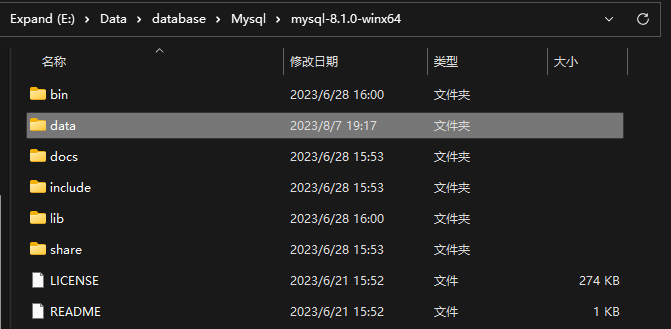 Expand (E:) > Data > database > Mysql > mysql-8.1.0-winx64
名称 修改日期 类型 大小
bin 2023/6/28 16:00 文件夹
data 2023/8/7 19:17 文件夹
docs 2023/6/28 15:53 文件夹
include 2023/6/28 15:53 文件夹
lib 2023/6/28 16:00 文件夹
share 2023/6/28 15:53 文件夹
LICENSE 2023/6/21 15:52 文件 274 KB
README 2023/6/21 15:52 文件 1 KB